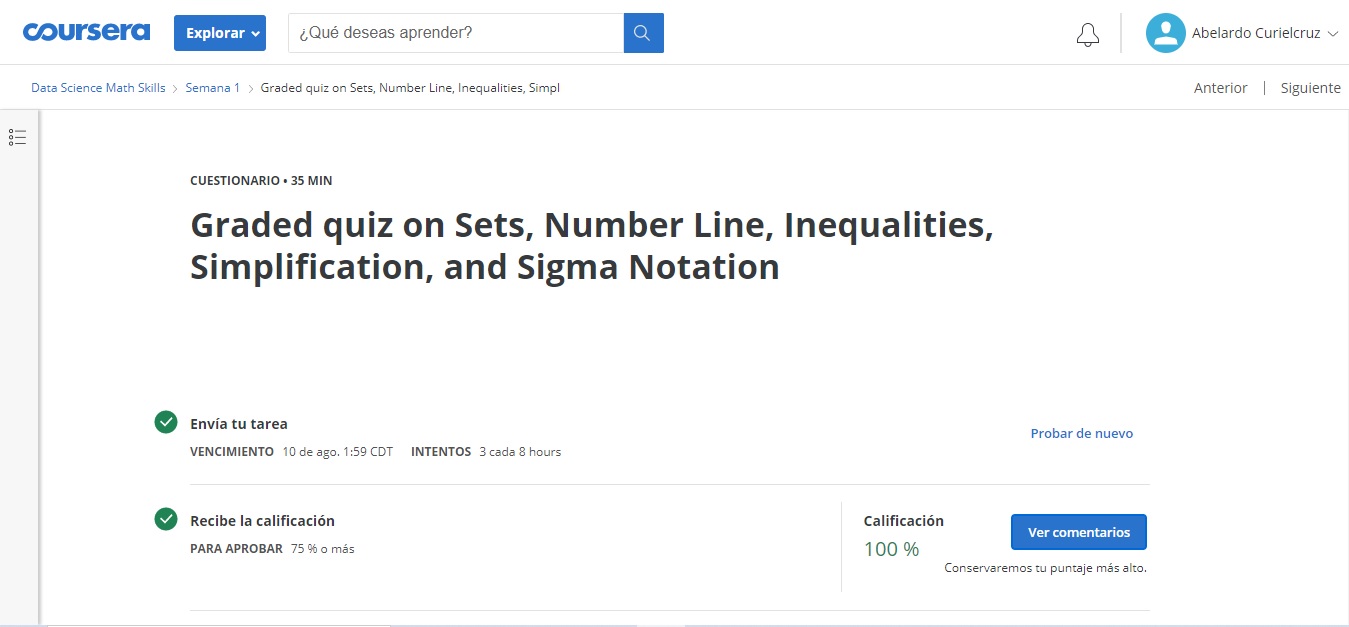 coursera Explorar ¿Qué deseas aprender? Abelardo Curielcruz
Data Science Math Skills > Semana 1 > Graded quiz on Sets, Number Line, Inequalities, Simpl Anterior | Siguiente
CUESTIONARIO • 35 MIN
Graded quiz on Sets, Number Line, Inequalities,
Simplification, and Sigma Notation
Envía tu tarea
VENCIMIENTO 10 de ago. 1:59 CDT INTENTOS 3 cada 8 hours
Probar de nuevo
Recibe la calificación
PARA APROBAR 75 % o más
Calificación
100 %
Ver comentarios
Conservaremos tu puntaje más alto.